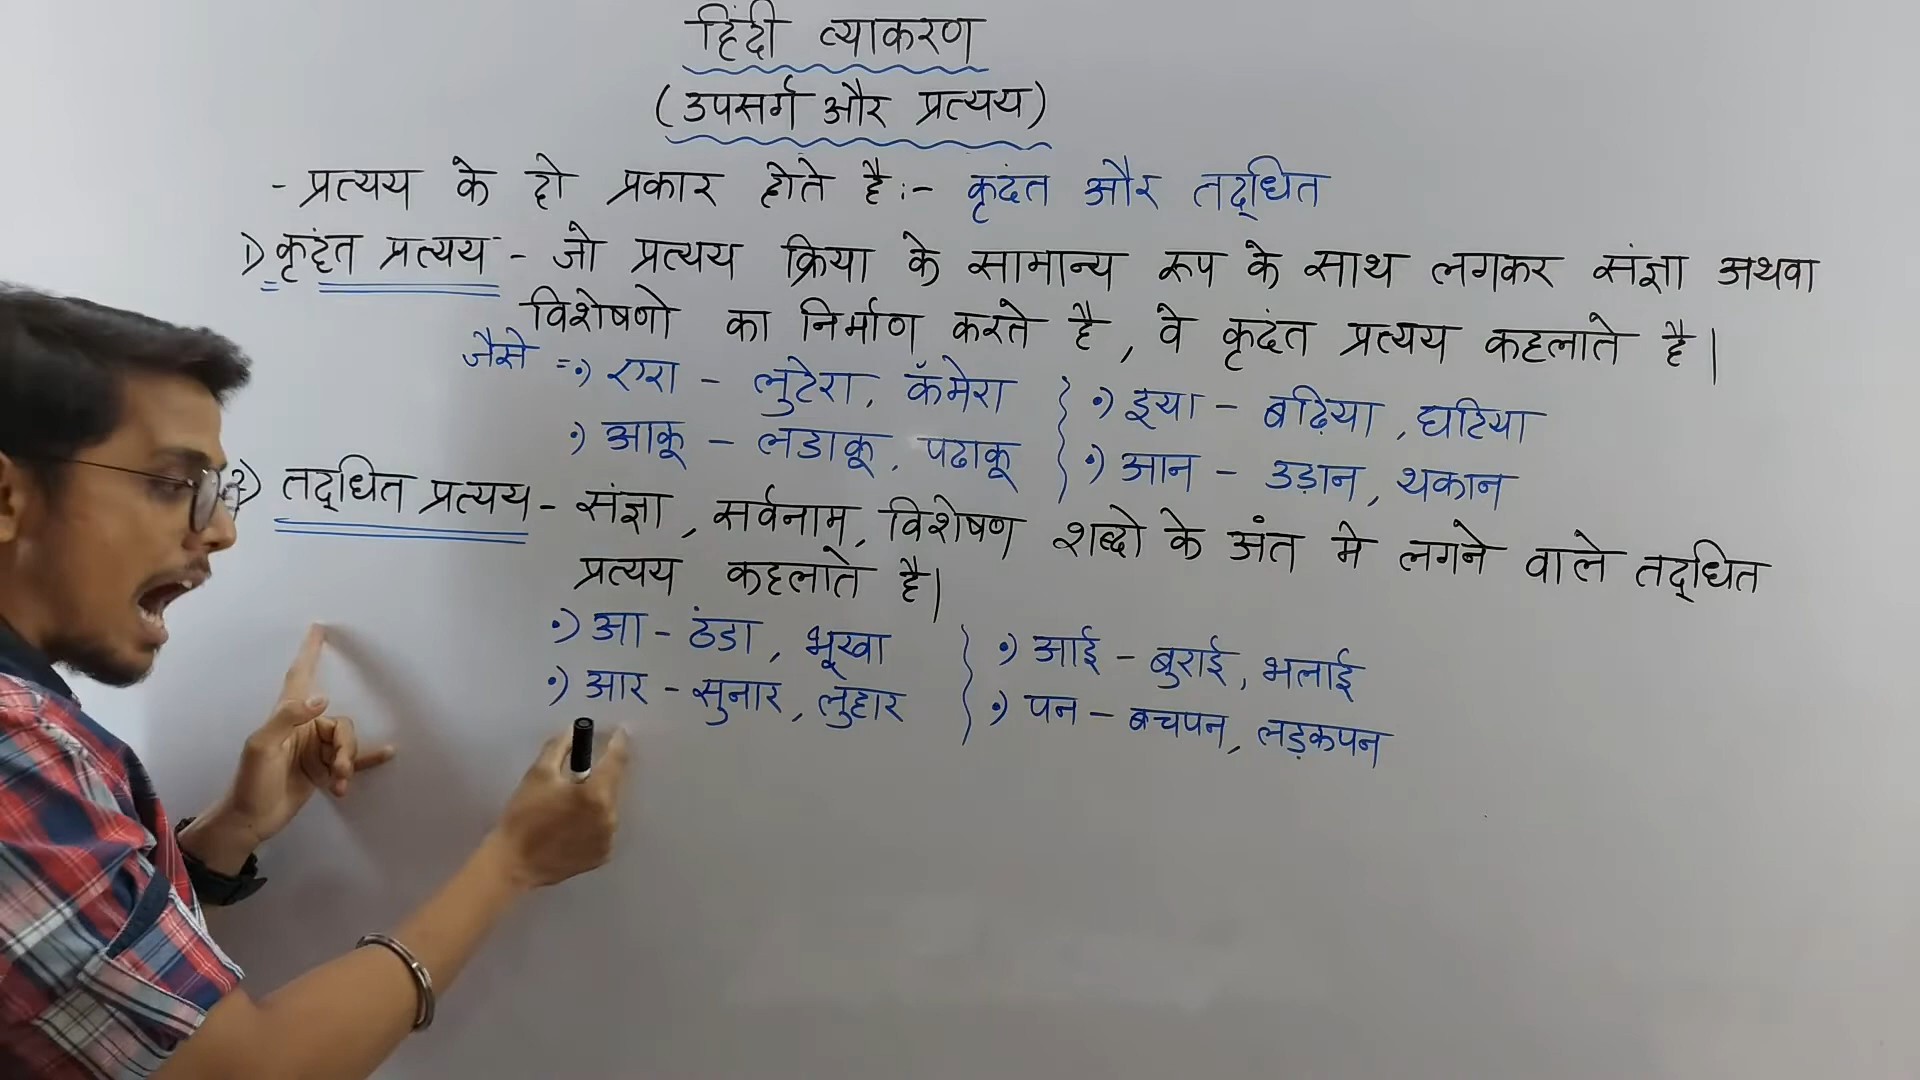 हिंदी व्याकरण
(उपसर्ग और प्रत्यय)
- प्रत्यय के दो प्रकार होते है:- कृदंत और तद्धित
1) कृदंत प्रत्यय - जो प्रत्यय क्रिया के सामान्य रूप के साथ लगकर संज्ञा अथवा
विशेषणो का निर्माण करते है, वे कृदंत प्रत्यय कहलाते है|
जैसे => •) एरा - लुटेरा, कॅमेरा •) इया - बढ़िया, घटिया
•) आकू - लडाकू, पढाकू •) आन - उड़ान, थकान
2) तद्धित प्रत्यय - संज्ञा, सर्वनाम, विशेषण शब्दो के अंत मे लगने वाले तद्धित
प्रत्यय कहलाते है|
•) आ - ठंडा, भूखा •) आई - बुराई, भलाई
•) आर - सुनार, लुहार •) पन - बचपन, लड़कपन